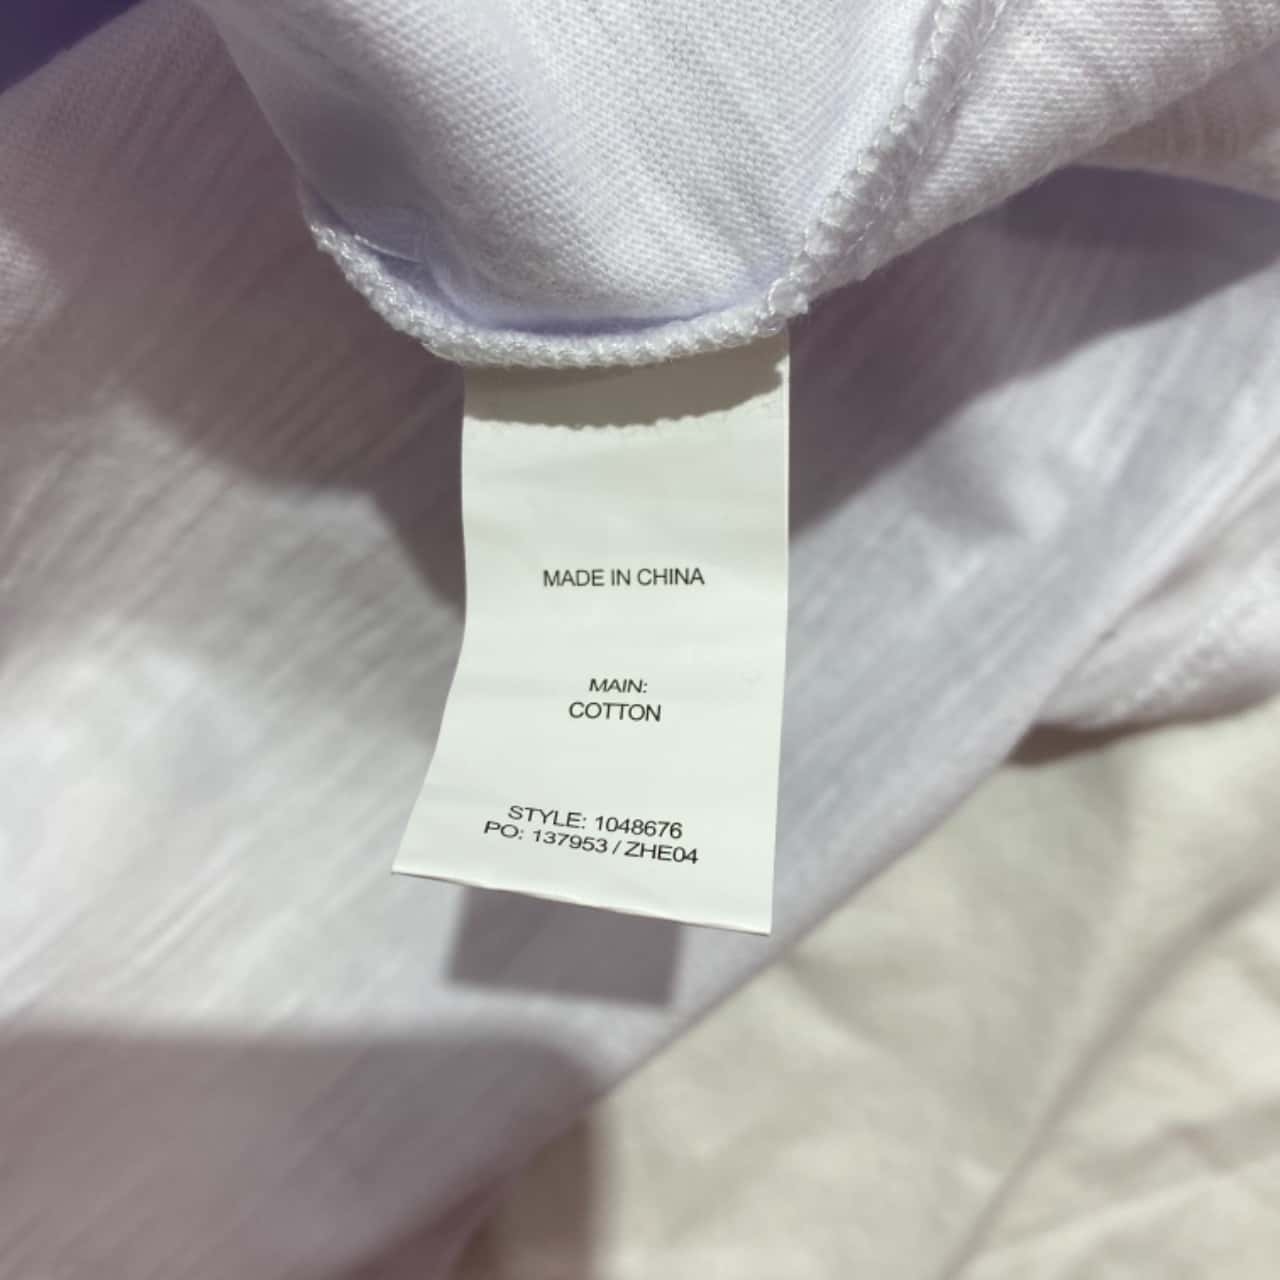 MADE IN CHINA
MAIN:
COTTON
STYLE: 1048676
PO: 137953 / ZHE04